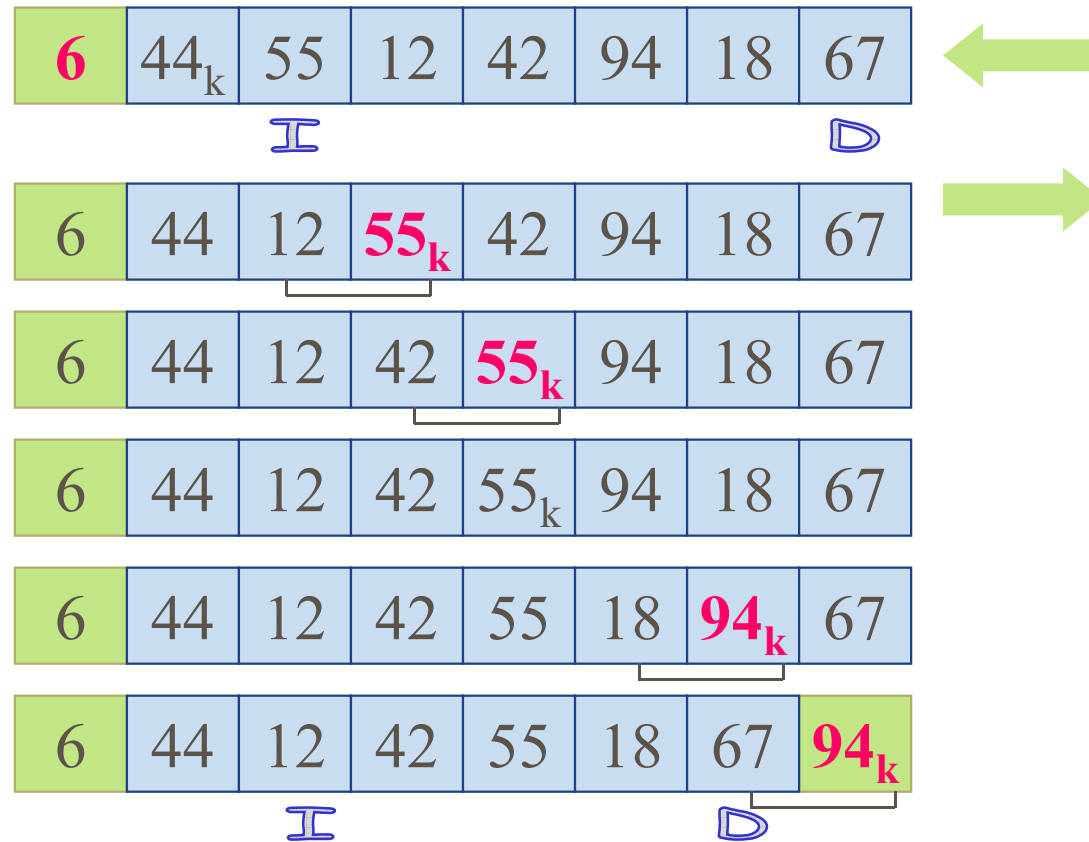 6 44k 55 12 42 94 18 67
I D
6 44 12 55k 42 94 18 67
6 44 12 42 55k 94 18 67
6 44 12 42 55k 94 18 67
6 44 12 42 55 18 94k 67
6 44 12 42 55 18 67 94k
I D